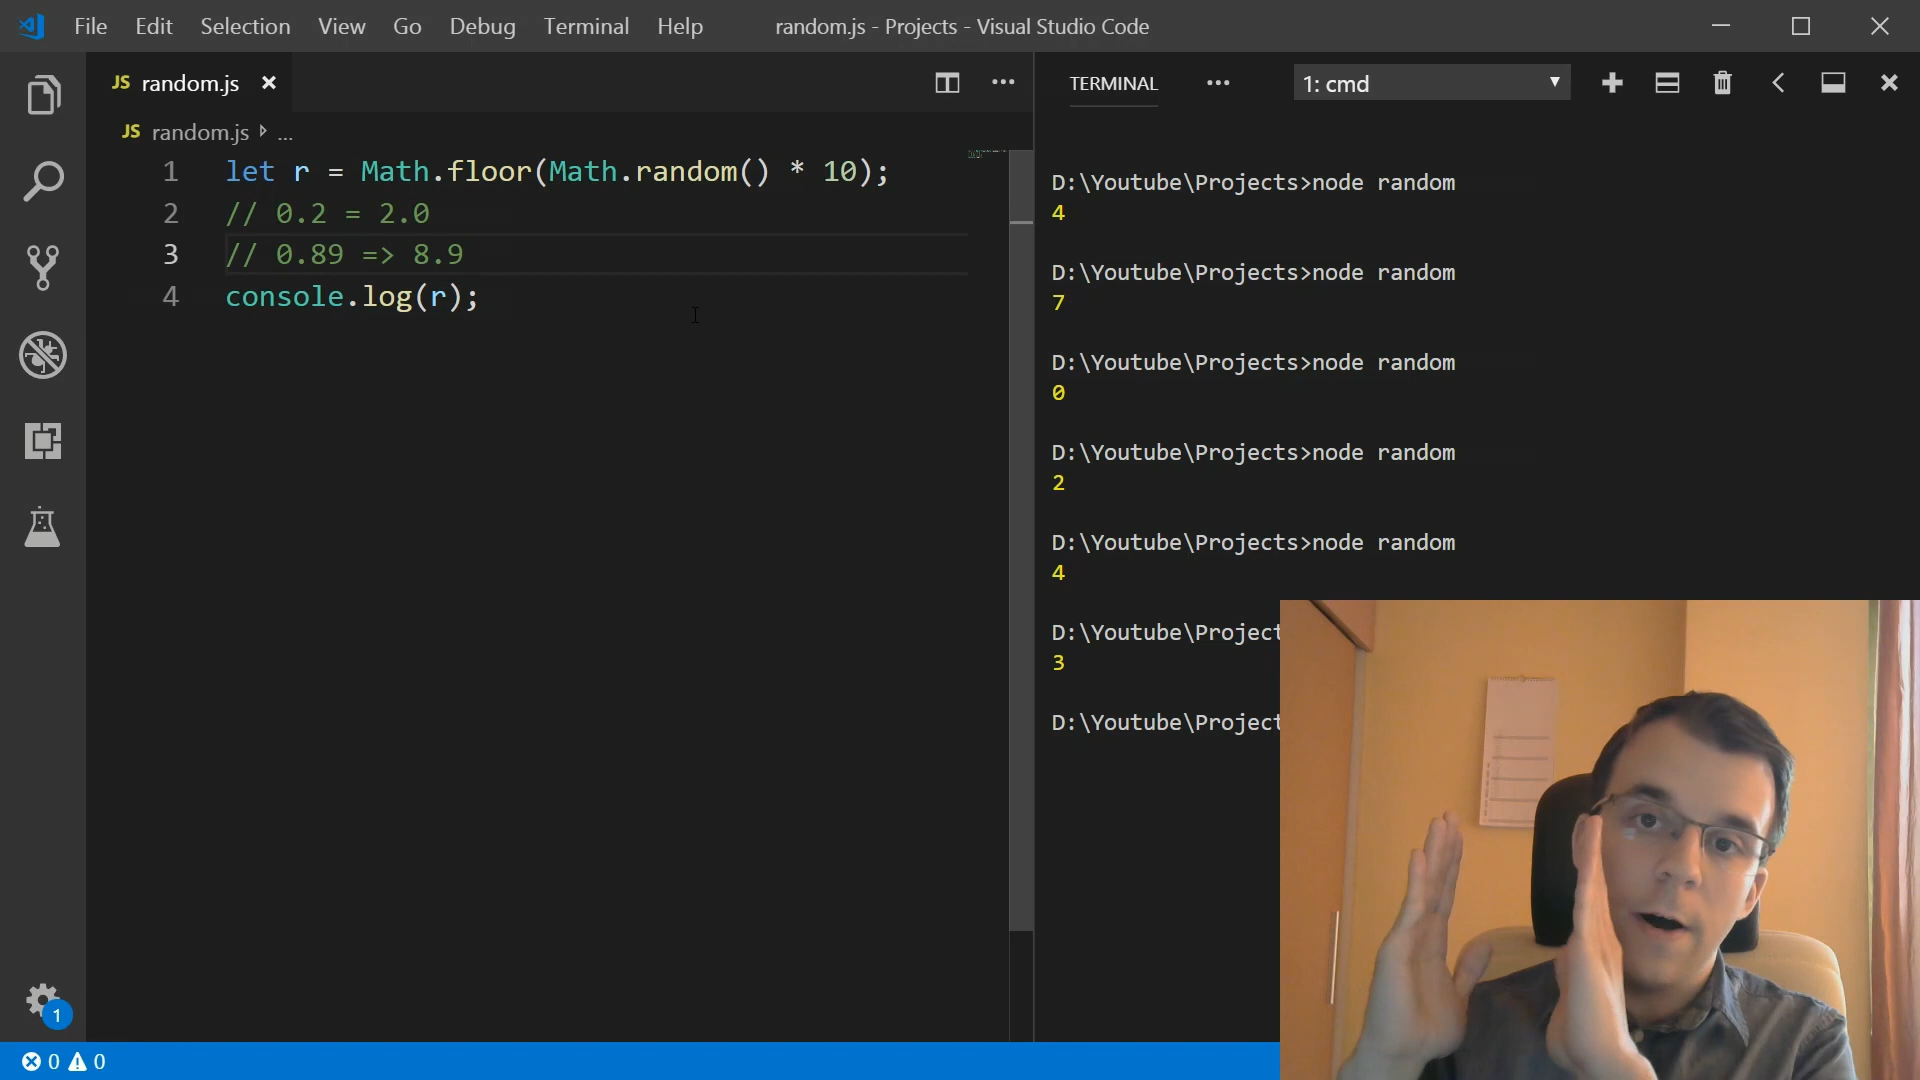 File Edit Selection View Go Debug Terminal Help random.js - Projects - Visual Studio Code
JS random.js
JS random.js ...
1 let r = Math.floor(Math.random() * 10);
2 // 0.2 = 2.0
3 // 0.89 => 8.9
4 console.log(r);
TERMINAL 1: cmd
D:\Youtube\Projects>node random
4
D:\Youtube\Projects>node random
7
D:\Youtube\Projects>node random
0
D:\Youtube\Projects>node random
2
D:\Youtube\Projects>node random
4
D:\Youtube\Project
3
D:\Youtube\Project
1
0 0